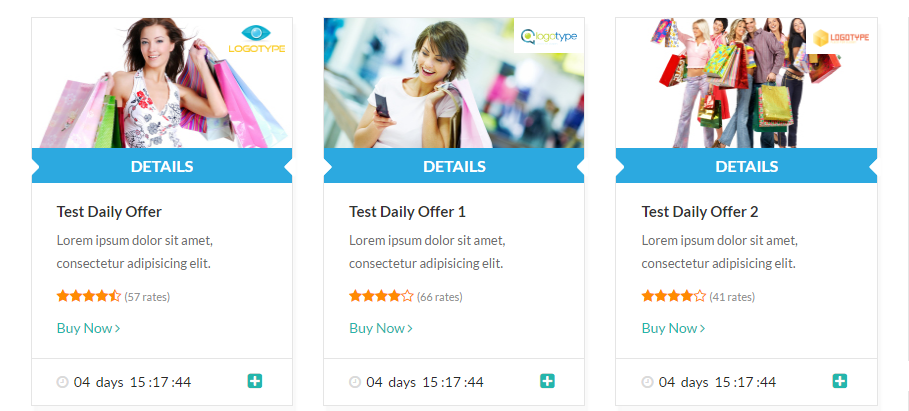 LOGOTYPE
DETAILS
Test Daily Offer
Lorem ipsum dolor sit amet,
consectetur adipisicing elit.
(57 rates)
Buy Now
04 days 15:17:44
logotype
DETAILS
Test Daily Offer 1
Lorem ipsum dolor sit amet,
consectetur adipisicing elit.
(66 rates)
Buy Now
04 days 15:17:44
LOGOTYPE
DETAILS
Test Daily Offer 2
Lorem ipsum dolor sit amet,
consectetur adipisicing elit.
(41 rates)
Buy Now
04 days 15:17:44